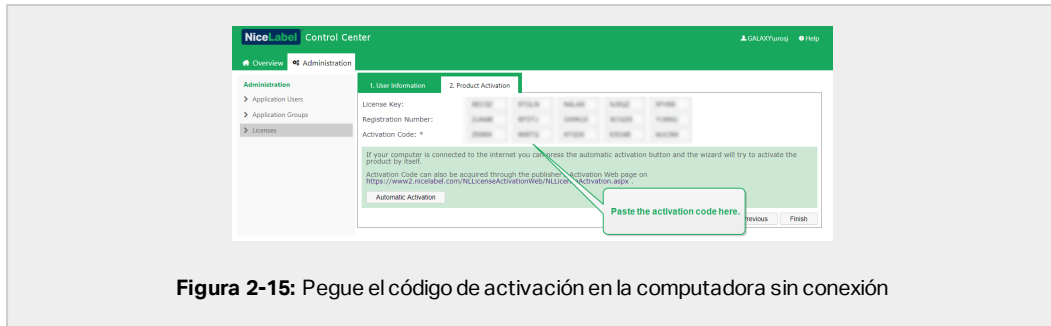 NiceLabel Control Center
GALAXY\urosj Help
Overview Administration
Administration
Application Users
Application Groups
Licenses
1. User Information 2. Product Activation
License Key:
Registration Number:
Activation Code: *
If your computer is connected to the internet you can press the automatic activation button and the wizard will try to activate the
product by itself.
Activation Code can also be acquired through the publisher Activation Web page on
https://www2.nicelabel.com/NLLicenseActivationWeb/NLLicenseActivation.aspx .
Automatic Activation
Paste the activation code here.
Previous Finish
Figura 2-15: Pegue el código de activación en la computadora sin conexión